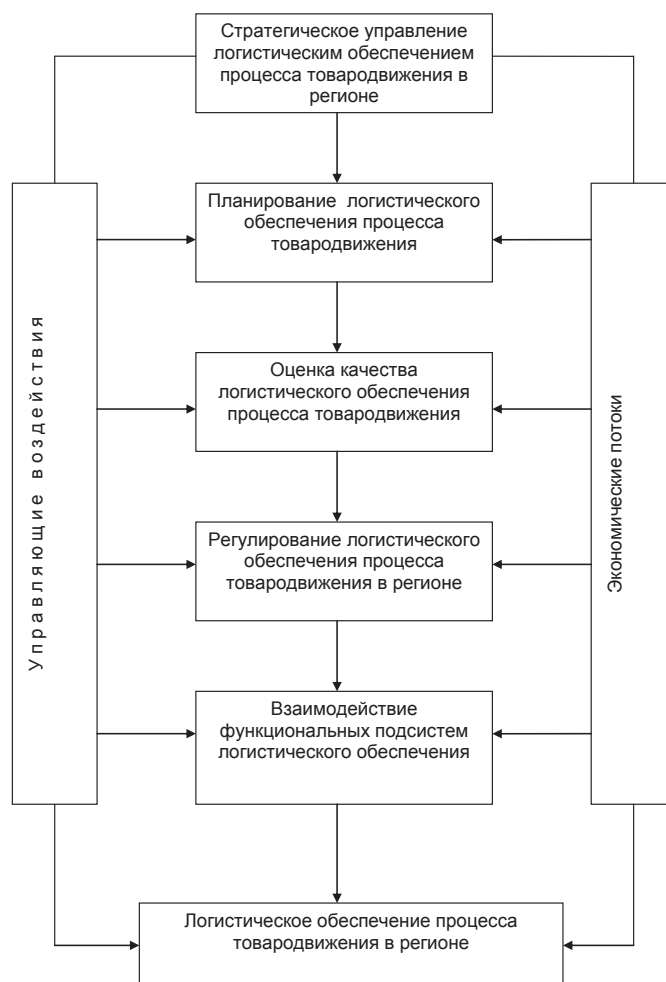 Стратегическое управление
логистическим обеспечением
процесса товародвижения в
регионе
Управляющие воздействия
Планирование логистического
обеспечения процесса
товародвижения
Оценка качества
логистического обеспечения
процесса товародвижения
Регулирование логистического
обеспечения процесса
товародвижения в регионе
Взаимодействие
функциональных подсистем
логистического обеспечения
Экономические потоки
Логистическое обеспечение процесса
товародвижения в регионе